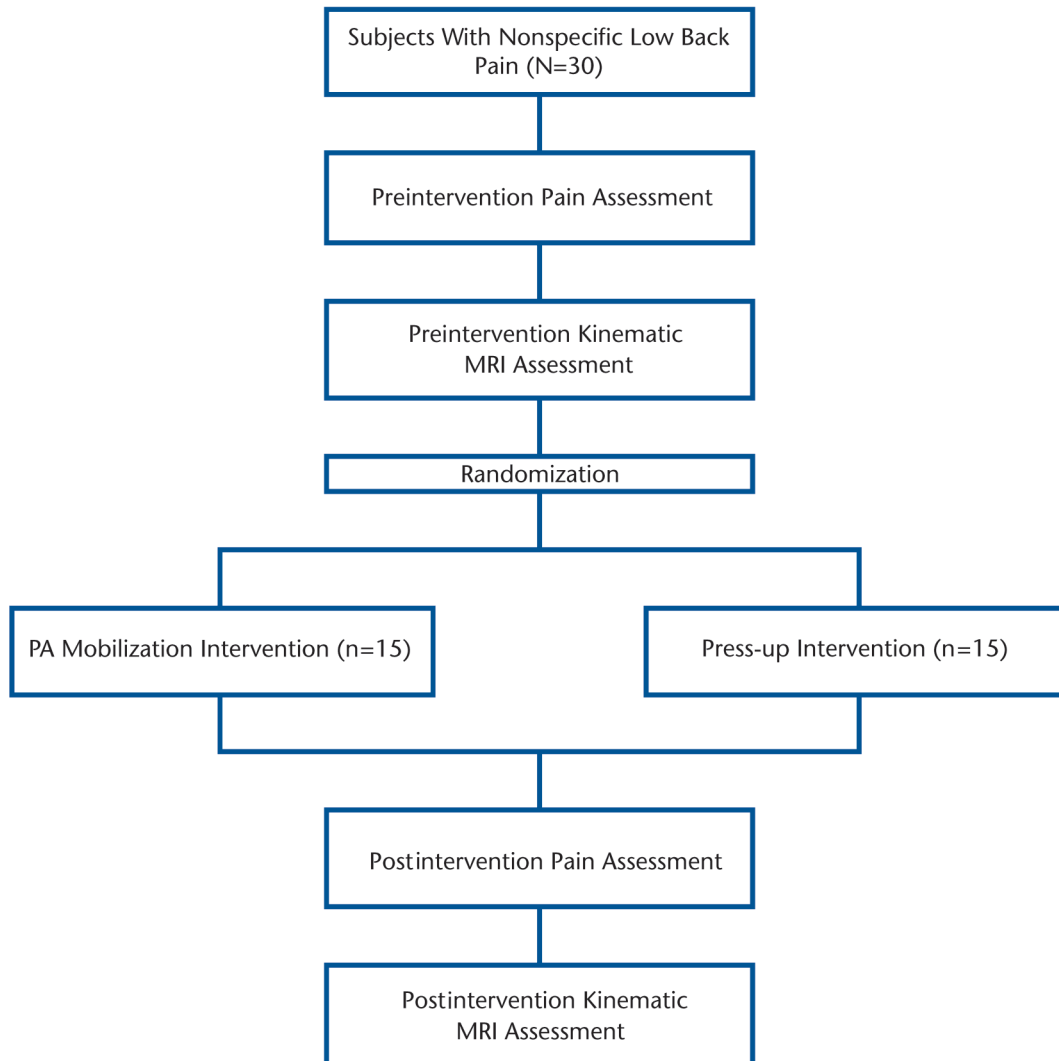 Subjects With Nonspecific Low Back
Pain (N=30)
Preintervention Pain Assessment
Preintervention Kinematic
MRI Assessment
Randomization
PA Mobilization Intervention (n=15)
Press-up Intervention (n=15)
Postintervention Pain Assessment
Postintervention Kinematic
MRI Assessment